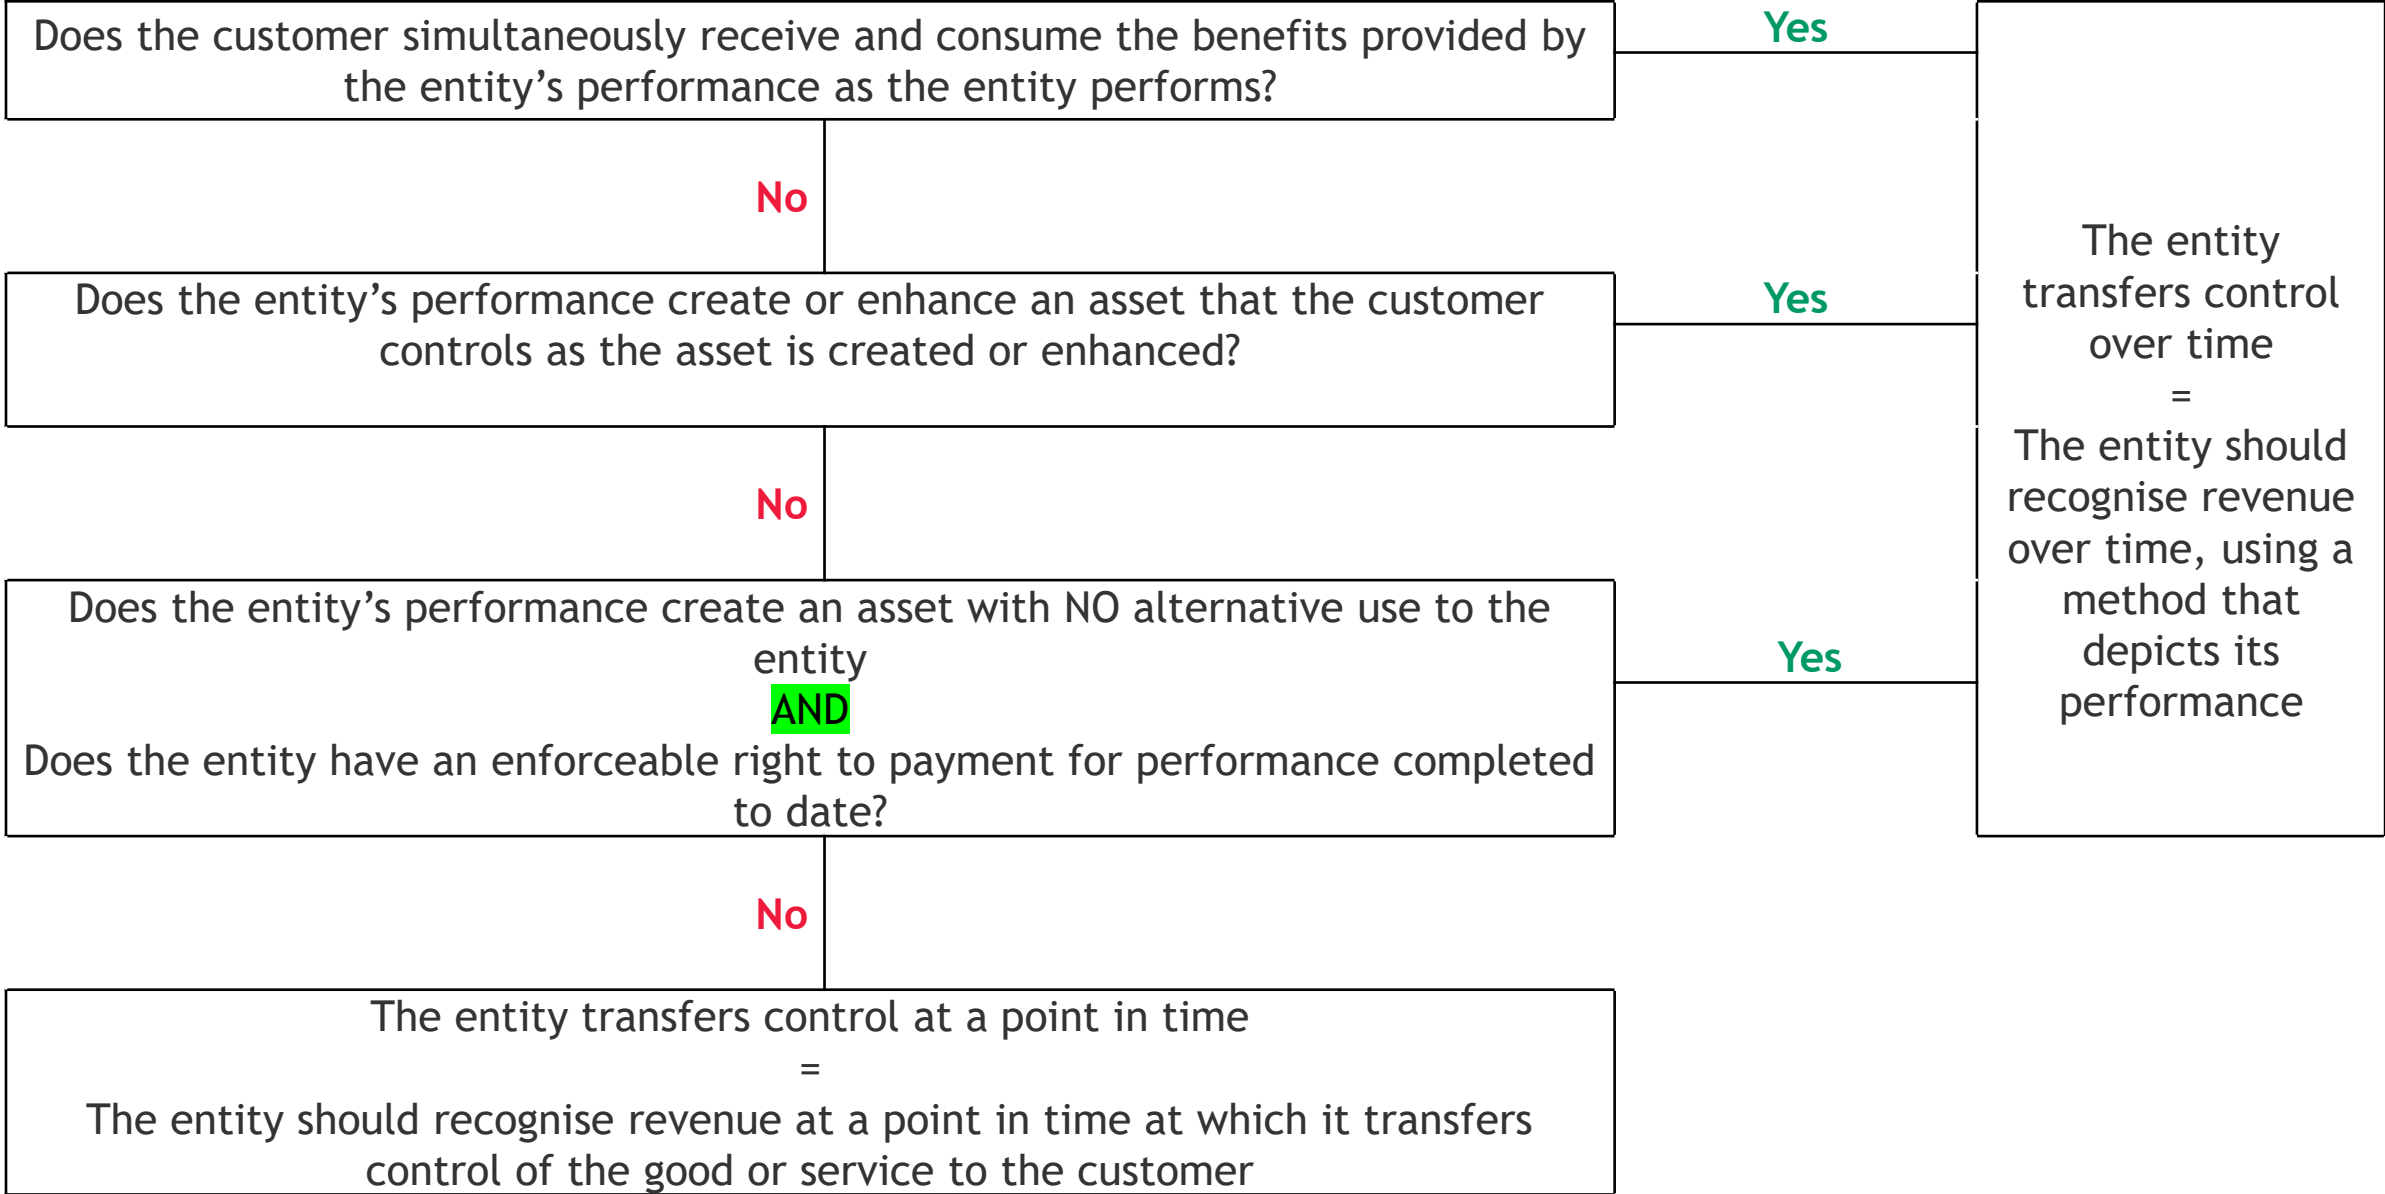 Does the customer simultaneously receive and consume the benefits provided by
the entity’s performance as the entity performs?
Yes
No
Does the entity’s performance create or enhance an asset that the customer
controls as the asset is created or enhanced?
Yes
No
Does the entity’s performance create an asset with NO alternative use to the
entity
AND
Does the entity have an enforceable right to payment for performance completed
to date?
Yes
No
The entity transfers control at a point in time
=
The entity should recognise revenue at a point in time at which it transfers
control of the good or service to the customer
The entity
transfers control
over time
=
The entity should
recognise revenue
over time, using a
method that
depicts its
performance